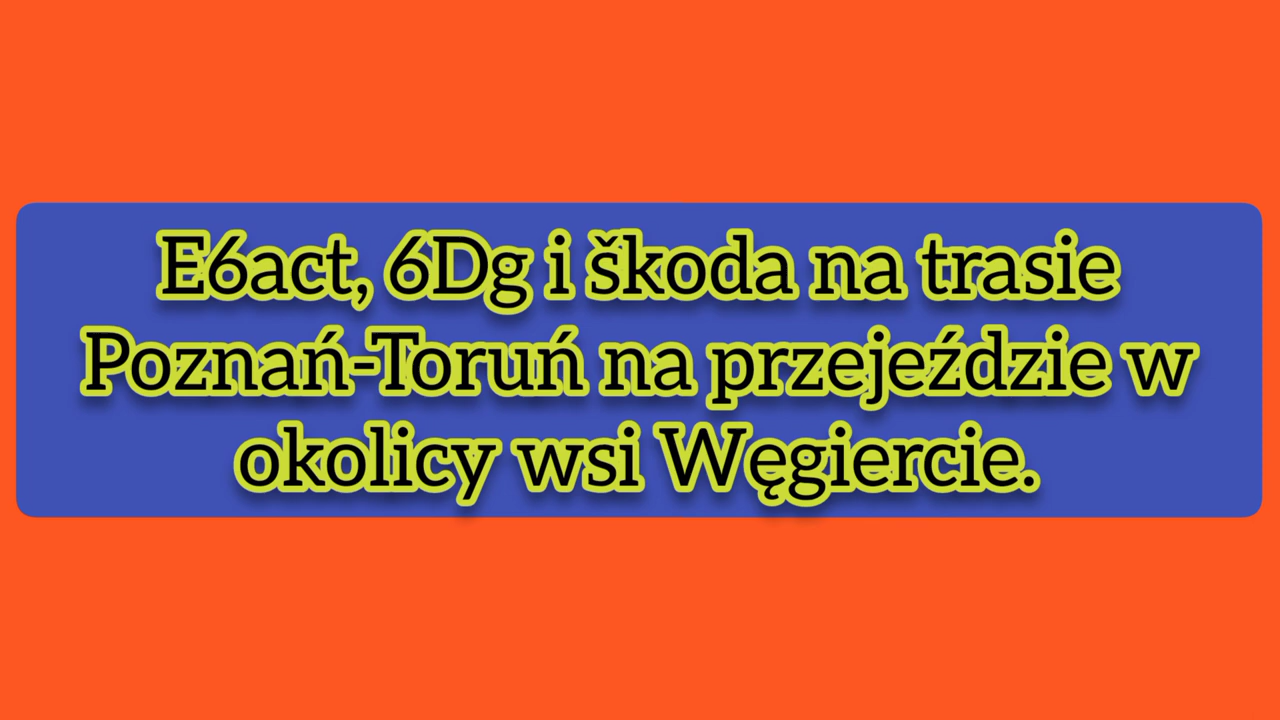 E6act, 6Dg i škoda na trasie
Poznań-Toruń na przejeździe w
okolicy wsi Węgiercie.